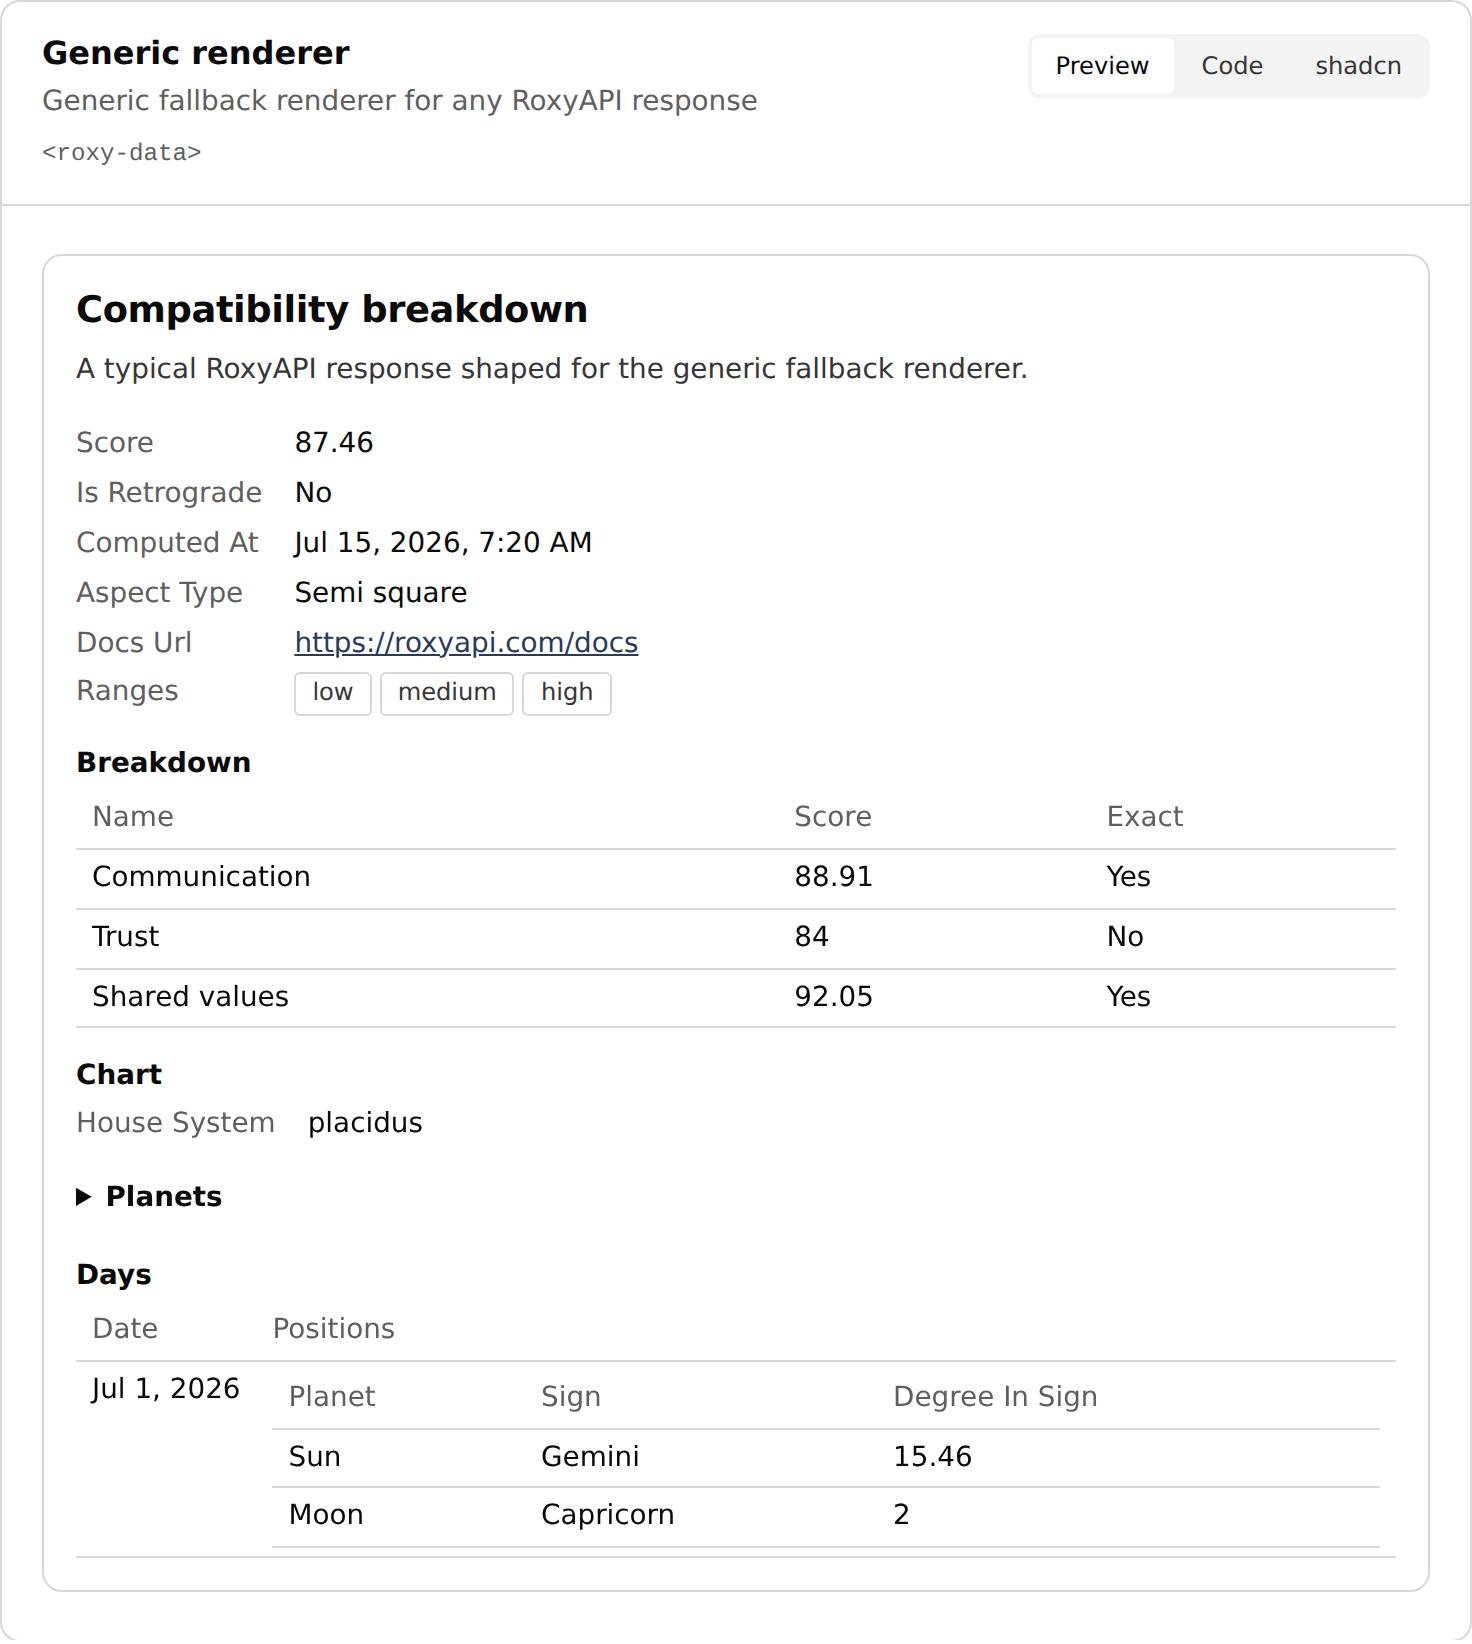 Generic renderer
Preview Code shadcn
Generic fallback renderer for any RoxyAPI response
<roxy-data>
Compatibility breakdown
A typical RoxyAPI response shaped for the generic fallback renderer.
Score 87.46
Is Retrograde No
Computed At Jul 15, 2026, 7:20 AM
Aspect Type Semi square
Docs Url https://roxyapi.com/docs
Ranges low medium high
Breakdown
Name Score Exact
Communication 88.91 Yes
Trust 84 No
Shared values 92.05 Yes
Chart
House System placidus
Planets
Days
Date Positions
Jul 1, 2026 Planet Sign Degree In Sign
Sun Gemini 15.46
Moon Capricorn 2